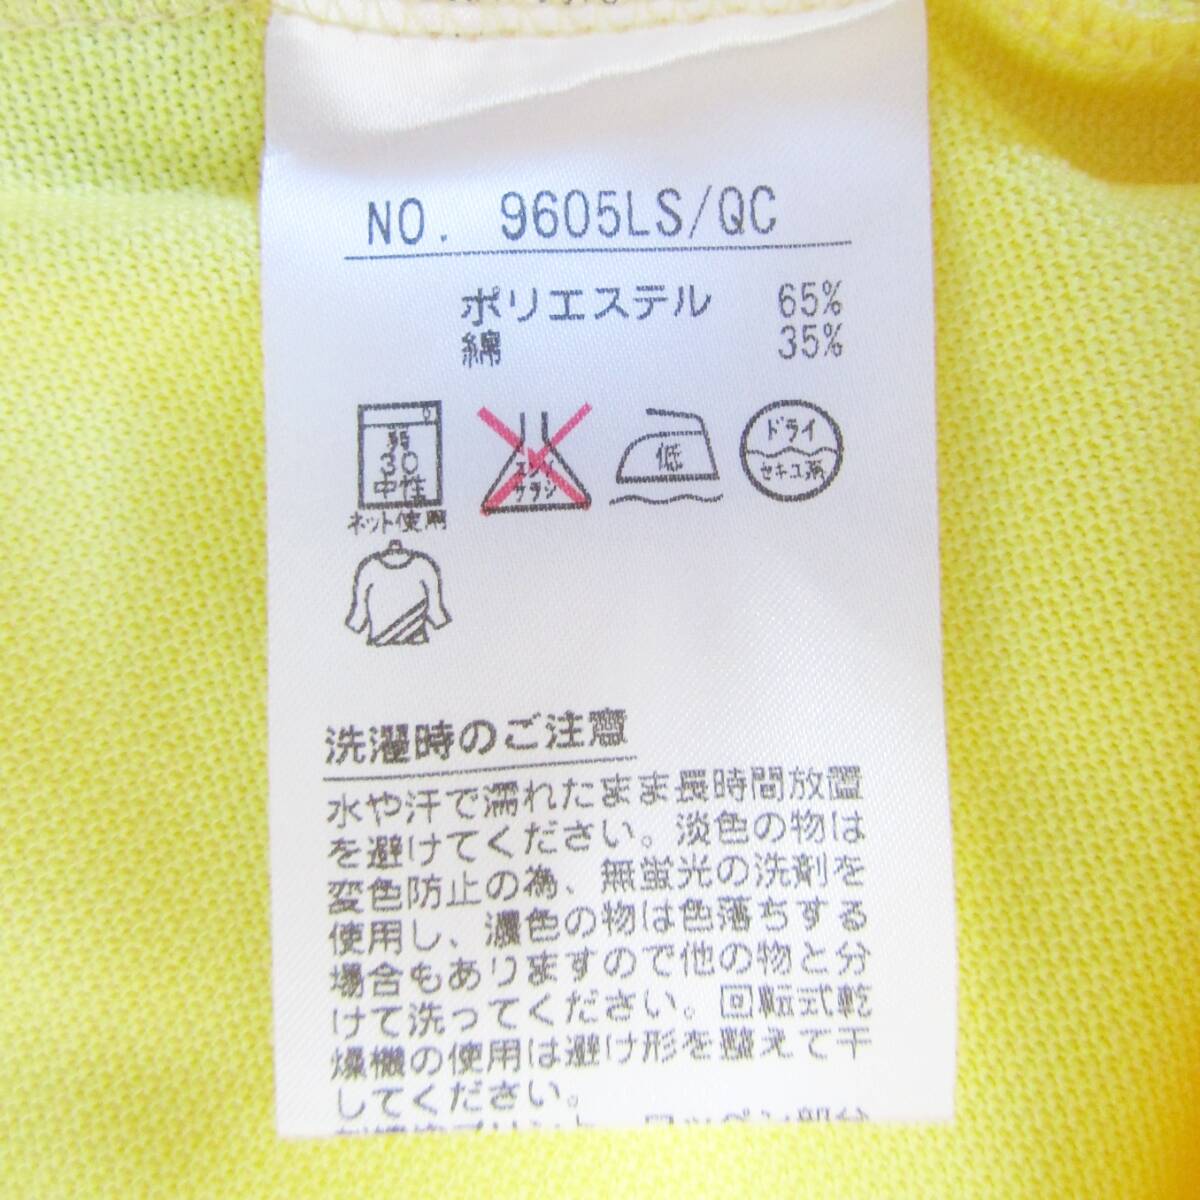 NO. 9605LS/QC
ポリエステル 65%
綿 35%
弱
30
中性
ネット使用
エンソ
サラシ
低
ドライ
セキユ系
洗濯時のご注意
水や汗で濡れたまま長時間放置
を避けてください。淡色の物は
変色防止の為、無蛍光の洗剤を
使用し、濃色の物は色落ちする
場合もありますので他の物と分
けて洗ってください。回転式乾
燥機の使用は避け形を整えて干
してください。